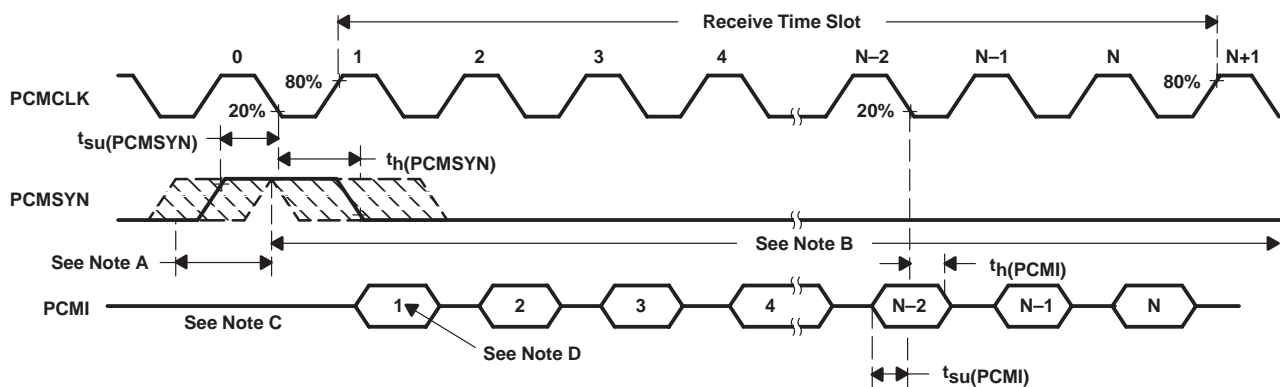 Receive Time Slot
0 1 2 3 4 N–2 N–1 N N+1
80% 80%
PCMCLK
20% 20%
tsu(PCMSYN)
th(PCMSYN)
PCMSYN
See Note B
See Note A
th(PCMI)
PCMI
1 2 3 4 N–2 N–1 N
See Note C
See Note D
tsu(PCMI)